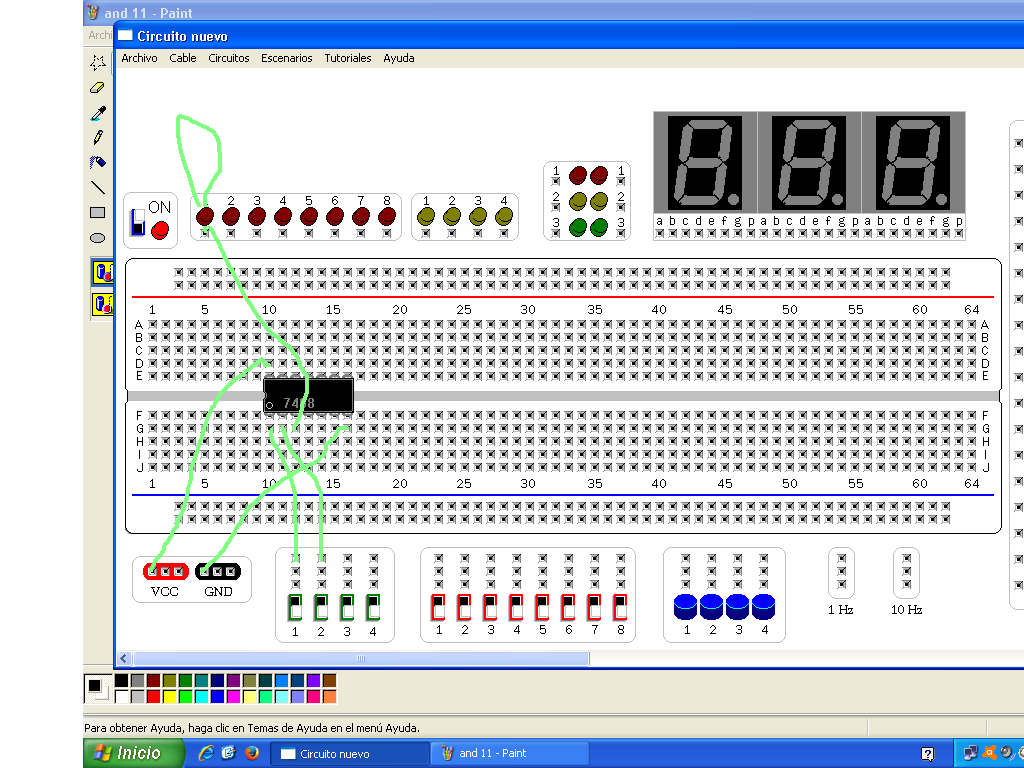 and 11 - Paint
Archi
Circuito nuevo
Archivo Cable Circuitos Escenarios Tutoriales Ayuda
ON
2 3 4 5 6 7 8
1 2 3 4
1 1
2 2
3 3
a b c d e f g p a b c d e f g p a b c d e f g p
1 5 10 15 20 25 30 35 40 45 50 55 60 64
A A
B B
C C
D D
E E
7408
F F
G G
H H
I I
J J
1 5 10 15 20 25 30 35 40 45 50 55 60 64
VCC GND
1 2 3 4
1 2 3 4 5 6 7 8
1 2 3 4
1 Hz
10 Hz
Para obtener Ayuda, haga clic en Temas de Ayuda en el menú Ayuda.
Inicio
Circuito nuevo
and 11 - Paint